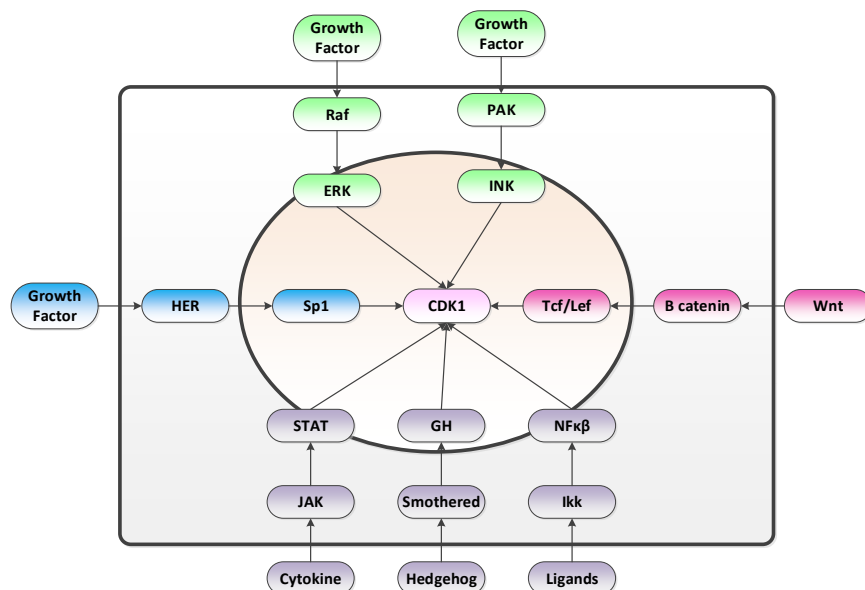 Growth
Factor
Growth
Factor
Raf
PAK
ERK
INK
Growth
Factor
HER
Sp1
CDK1
Tcf/Lef
B catenin
Wnt
STAT
GH
NFκβ
JAK
Smothered
Ikk
Cytokine
Hedgehog
Ligands